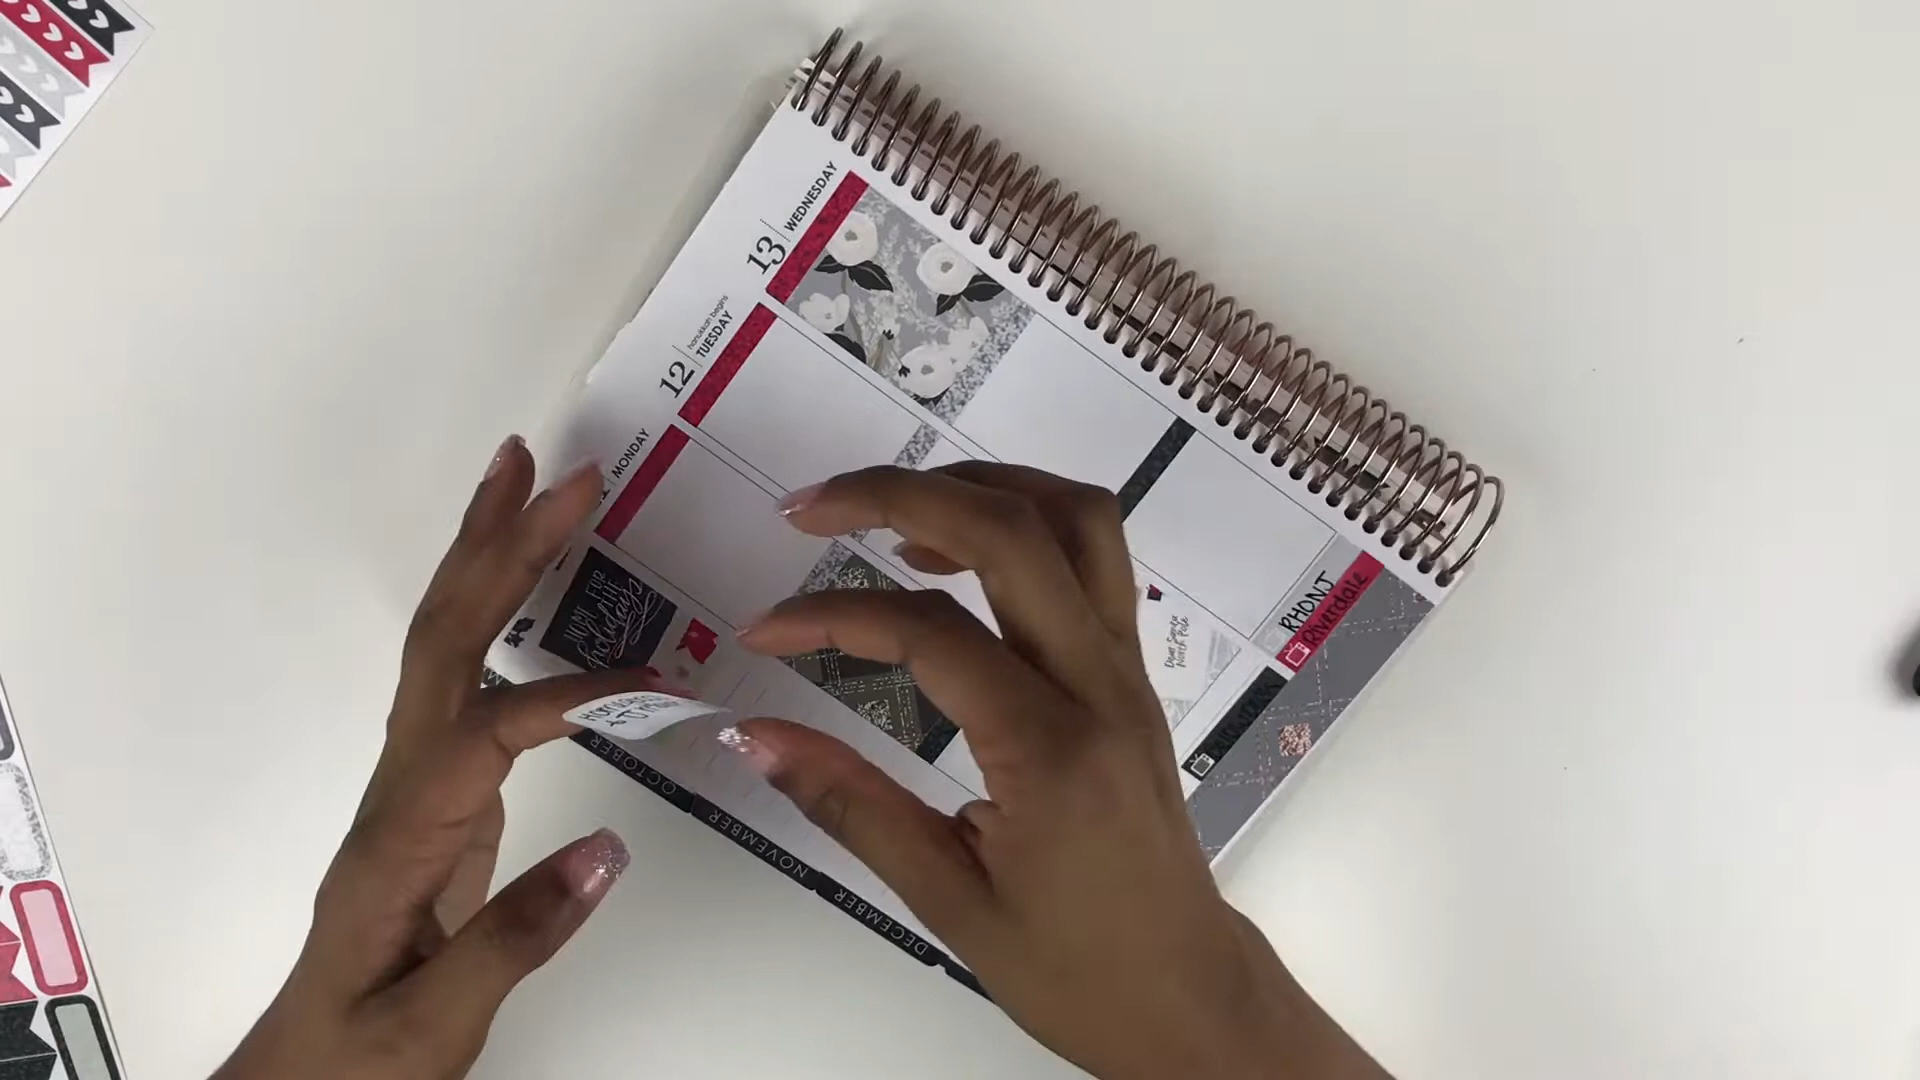 13
WEDNESDAY
12
hanukkah begins
TUESDAY
MONDAY
HOME FOR
THE
holidays
RHONJ
Riverdale
Dear Santa
North Pole
OCTOBER
NOVEMBER
DECEMBER